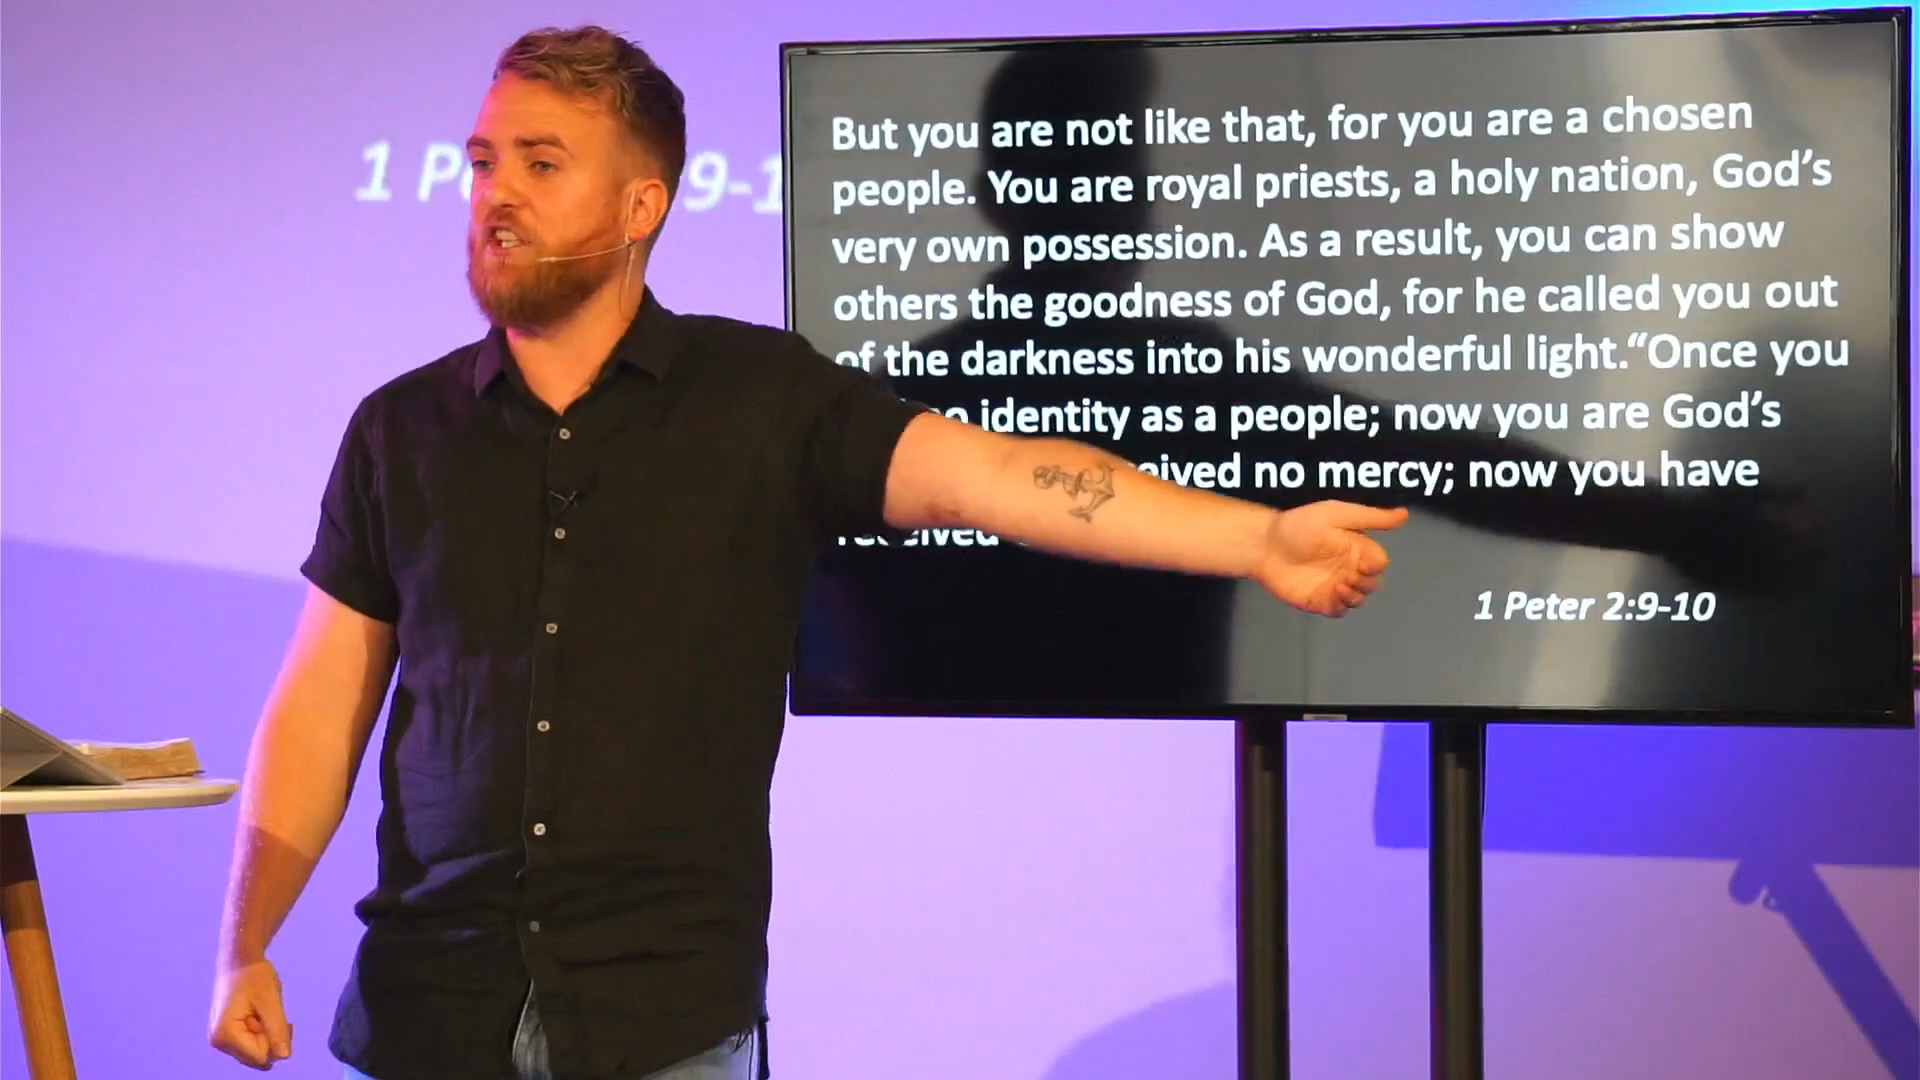 1 P 9-1
But you are not like that, for you are a chosen
people. You are royal priests, a holy nation, God’s
very own possession. As a result, you can show
others the goodness of God, for he called you out
of the darkness into his wonderful light.“Once you
identity as a people; now you are God’s
no mercy; now you have
received
1 Peter 2:9-10